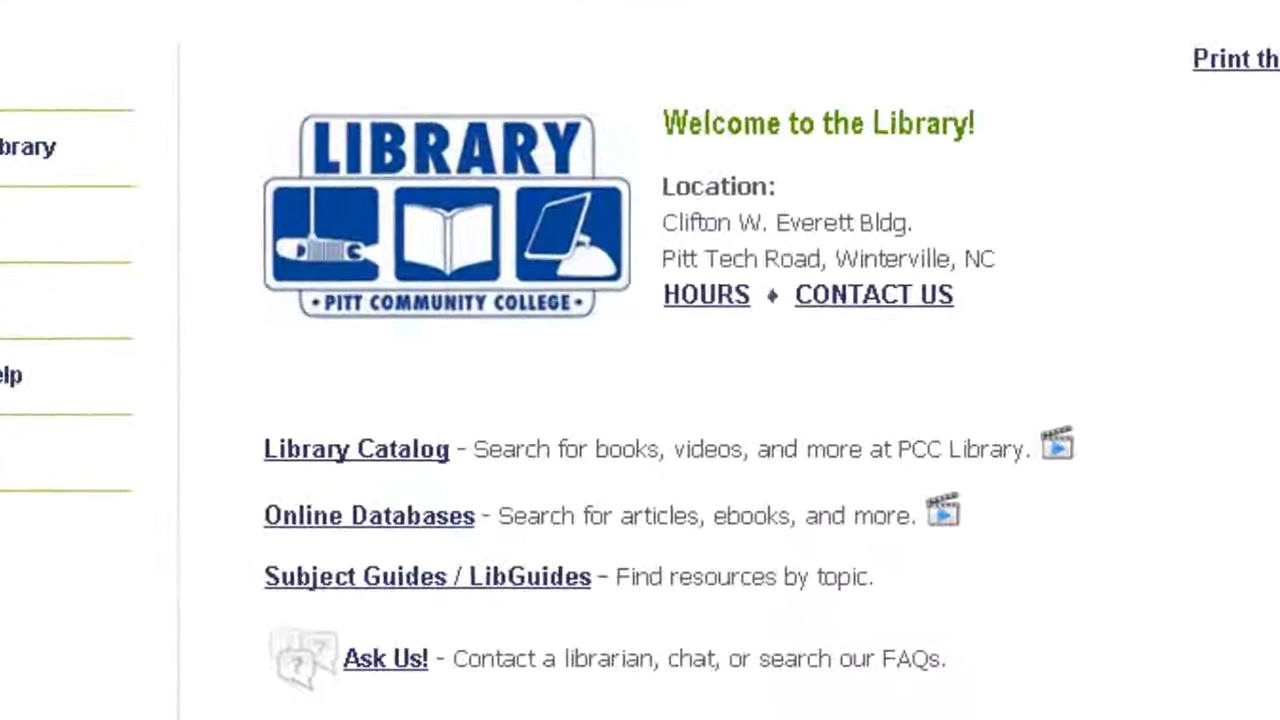 Print th
brary
elp
LIBRARY
• PITT COMMUNITY COLLEGE •
Welcome to the Library!
Location:
Clifton W. Everett Bldg.
Pitt Tech Road, Winterville, NC
HOURS ♦ CONTACT US
Library Catalog - Search for books, videos, and more at PCC Library.
Online Databases - Search for articles, ebooks, and more.
Subject Guides / LibGuides - Find resources by topic.
Ask Us! - Contact a librarian, chat, or search our FAQs.